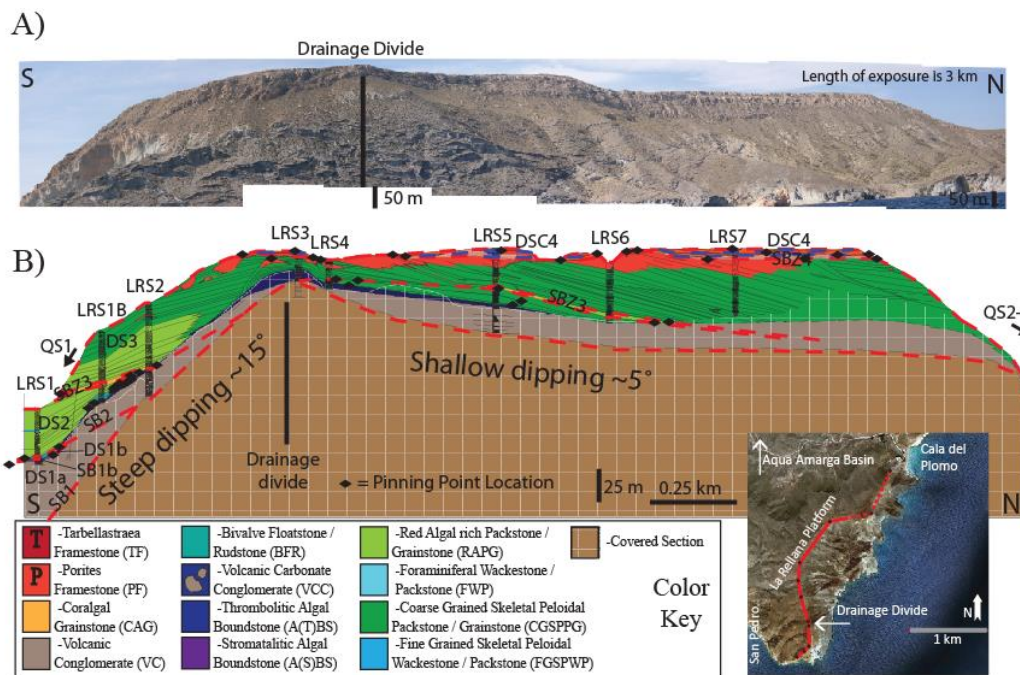 A)
Drainage Divide
S
Length of exposure is 3 km
N
50 m
50 m
B)
LRS3
LRS4
LRS5
DSC4
LRS6
LRS7
DSC4
SBZ4
LRS2
LRS1B
QS1
DS3
SBZ3
QS2
LRS1
SBZ3
Shallow dipping ~5°
DS2
SB2
Steep dipping ~15°
DS1b
SB1b
DS1a
SB1
S
Drainage
divide
= Pinning Point Location
25 m
0.25 km
N
Aqua Amarga Basin
Cala del
Plomo
La Rellana Platform
Drainage Divide
San Pedro
N
1 km
T
-Tarbellastraea
Framestone (TF)
P
-Porites
Framestone (PF)
-Coralgal
Grainstone (CAG)
-Volcanic
Conglomerate (VC)
-Bivalve Floatstone /
Rudstone (BFR)
-Volcanic Carbonate
Conglomerate (VCC)
-Thrombolitic Algal
Boundstone (A(T)BS)
-Stromatalitic Algal
Boundstone (A(S)BS)
-Red Algal rich Packstone /
Grainstone (RAPG)
-Foraminiferal Wackestone /
Packstone (FWP)
-Coarse Grained Skeletal Peloidal
Packstone / Grainstone (CGSPPG)
-Fine Grained Skeletal Peloidal
Wackestone / Packstone (FGSPWP)
-Covered Section
Color
Key